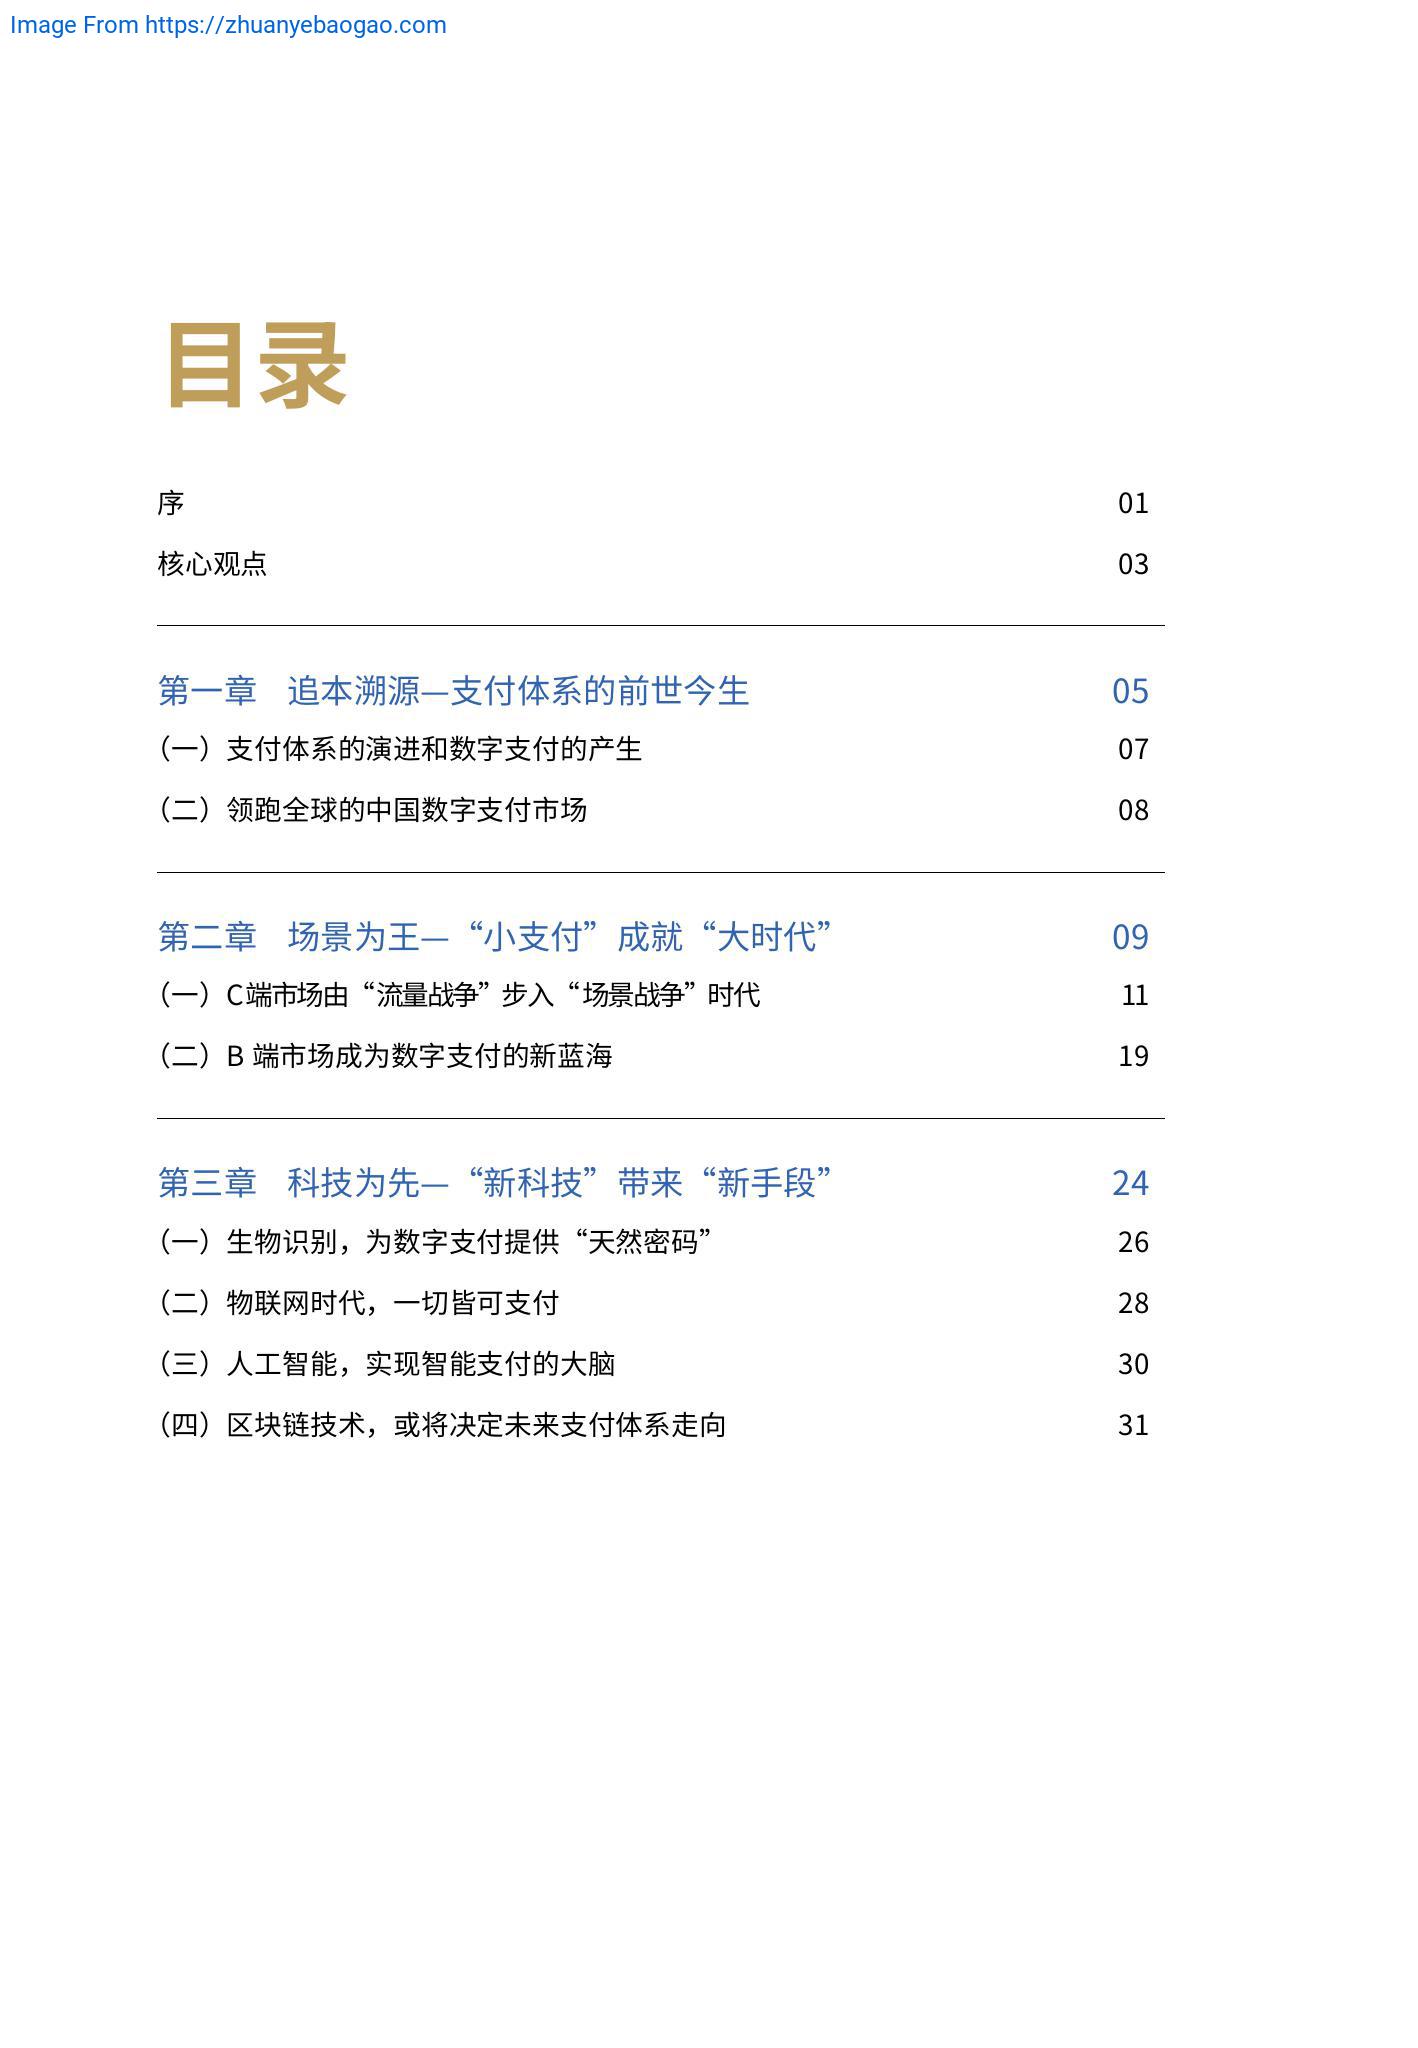 Image From https://zhuanyebaogao.com
目录
序 01
核心观点 03
第一章 追本溯源—支付体系的前世今生 05
（一）支付体系的演进和数字支付的产生 07
（二）领跑全球的中国数字支付市场 08
第二章 场景为王—“小支付”成就“大时代” 09
（一）C端市场由“流量战争”步入“场景战争”时代 11
（二）B 端市场成为数字支付的新蓝海 19
第三章 科技为先—“新科技”带来“新手段” 24
（一）生物识别，为数字支付提供“天然密码” 26
（二）物联网时代，一切皆可支付 28
（三）人工智能，实现智能支付的大脑 30
（四）区块链技术，或将决定未来支付体系走向 31